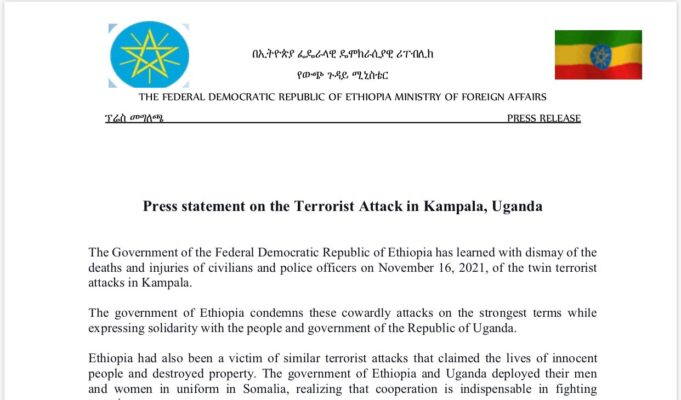 በኢትዮጵያ ፌዴራላዊ ዴሞክራሲያዊ ሪፐብሊክ
የውጭ ጉዳይ ሚኒስቴር
THE FEDERAL DEMOCRATIC REPUBLIC OF ETHIOPIA MINISTRY OF FOREIGN AFFAIRS
ፕሬስ መግለጫ PRESS RELEASE
Press statement on the Terrorist Attack in Kampala, Uganda
The Government of the Federal Democratic Republic of Ethiopia has learned with dismay of the
deaths and injuries of civilians and police officers on November 16, 2021, of the twin terrorist
attacks in Kampala.
The government of Ethiopia condemns these cowardly attacks on the strongest terms while
expressing solidarity with the people and government of the Republic of Uganda.
Ethiopia had also been a victim of similar terrorist attacks that claimed the lives of innocent
people and destroyed property. The government of Ethiopia and Uganda deployed their men
and women in uniform in Somalia, realizing that cooperation is indispensable in fighting